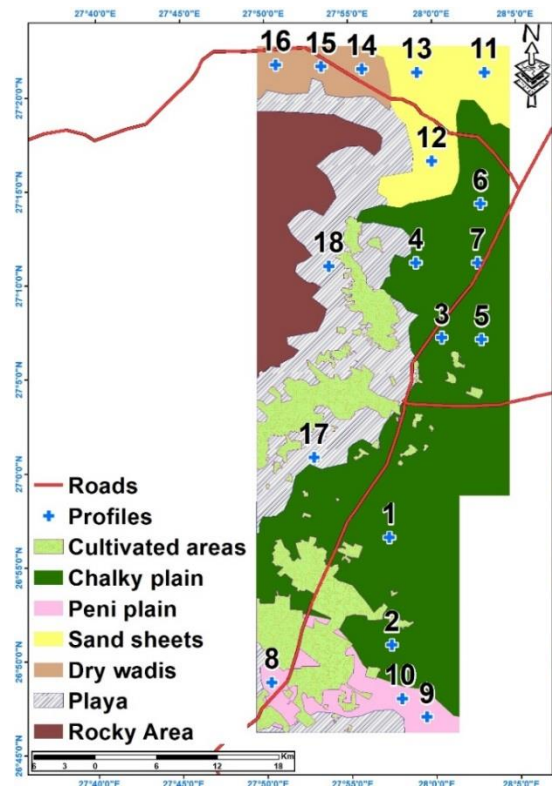 27°40'0"E 27°45'0"E 27°50'0"E 27°55'0"E 28°0'0"E 28°5'0"E
N
16 15 14 13 11
27°20'0"N
12
27°15'0"N
6
18 4 7
27°10'0"N
3 5
27°5'0"N
17
27°0'0"N
Roads
Profiles
1
Cultivated areas
26°55'0"N
Chalky plain
Peni plain
2
Sand sheets
8
26°50'0"N
Dry wadis
10 9
Playa
Rocky Area
26°45'0"N
6 3 0 6 12 18
Km
27°40'0"E 27°45'0"E 27°50'0"E 27°55'0"E 28°0'0"E 28°5'0"E